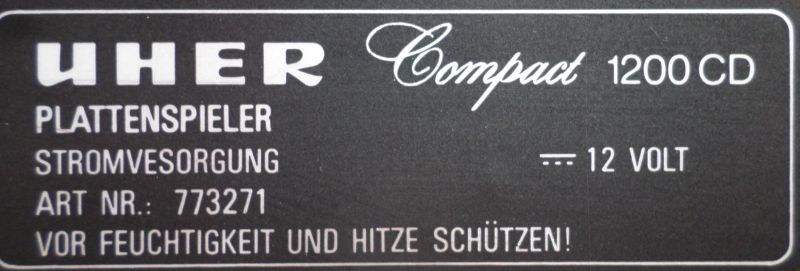 UHER Compact 1200 CD
PLATTENSPIELER
STROMVESORGUNG 12 VOLT
ART NR.: 773271
VOR FEUCHTIGKEIT UND HITZE SCHÜTZEN!